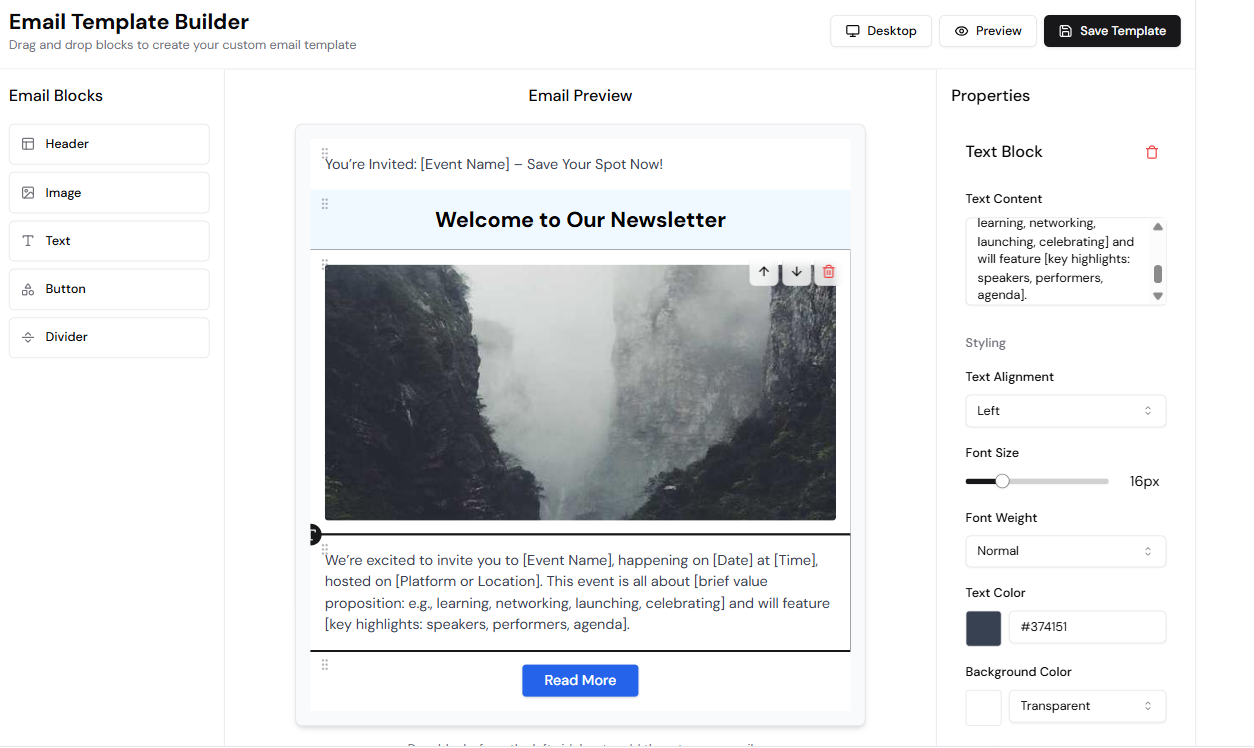 Email Template Builder
Drag and drop blocks to create your custom email template
Desktop
Preview
Save Template
Email Blocks
Header
Image
Text
Button
Divider
Email Preview
You’re Invited: [Event Name] – Save Your Spot Now!
Welcome to Our Newsletter
We’re excited to invite you to [Event Name], happening on [Date] at [Time],
hosted on [Platform or Location]. This event is all about [brief value
proposition: e.g., learning, networking, launching, celebrating] and will feature
[key highlights: speakers, performers, agenda].
Read More
Properties
Text Block
Text Content
learning, networking,
launching, celebrating] and
will feature [key highlights:
speakers, performers,
agenda].
Styling
Text Alignment
Left
Font Size
16px
Font Weight
Normal
Text Color
#374151
Background Color
Transparent